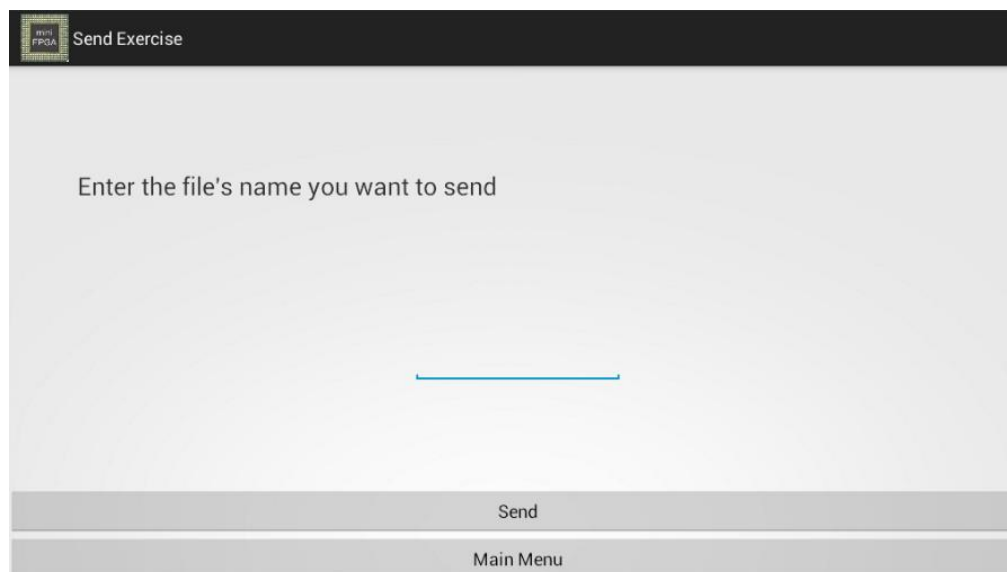 mini
FPGA
Send Exercise
Enter the file's name you want to send
Send
Main Menu